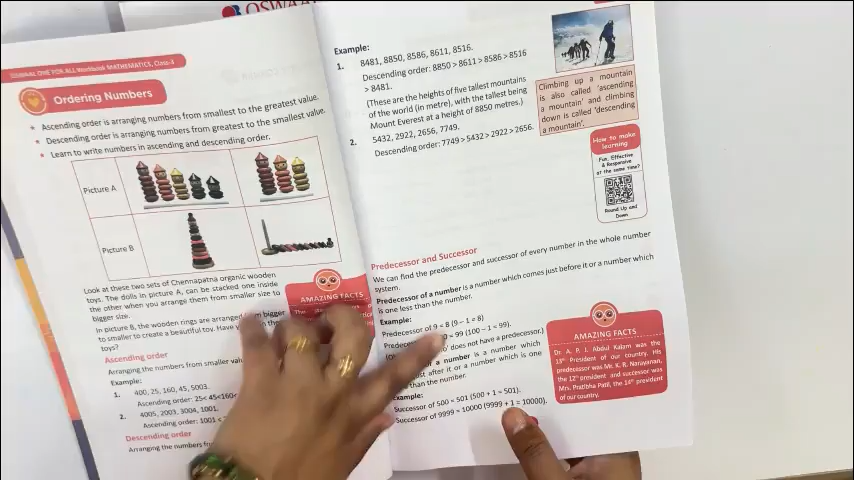 OSWAA
OSWAAL ONE FOR ALL Workbook MATHEMATICS, Class-4
Ordering Numbers
Ascending order is arranging numbers from smallest to the greatest value.
Descending order is arranging numbers from greatest to the smallest value.
Learn to write numbers in ascending and descending order.
Picture A
Picture B
Look at these two sets of Chennapatna organic wooden
toys. The dolls in picture A, can be stacked one inside
the other when you arrange them from smaller size to
bigger size.
In picture B, the wooden rings are arranged from bigger
to smaller to create a beautiful toy. Have the
toys?
AMAZING FACTS
The
Ascending order
Arranging the numbers from smaller
Example:
1. 400, 25, 160, 45, 5003.
Ascending order: 25< 45 <160<
2. 4005, 2003, 3004, 1001.
Ascending order: 1001 <
Descending order
Arranging the numbers
Example:
1. 8481, 8850, 8586, 8611, 8516.
Descending order: 8850 > 8611 > 8586 > 8516
> 8481.
(These are the heights of five tallest mountains
of the world (in metre), with the tallest being
Mount Everest at a height of 8850 metres.)
2. 5432, 2922, 2656, 7749.
Descending order: 7749 > 5432 > 2922 > 2656.
Climbing up a mountain
is also called 'ascending
a mountain' and climbing
down is called 'descending
a mountain'.
How to make
learning
Fun, Effective
& Responsive
at the same time?
Round Up and
Down
Predecessor and Successor
We can find the predecessor and successor of every number in the whole number
system.
Predecessor of a number is a number which comes just before it or a number which
is one less than the number.
Example:
Predecessor of 9 = 8 (9 – 1 = 8)
= 99 (100 – 1 = 99).
does not have a predecessor.)
of a number is a number which
just after it or a number which is one
than the number.
Example:
Successor of 500 = 501 (500 + 1 = 501).
Successor of 9999 = 10000 (9999 + 1 = 10000).
AMAZING FACTS
Dr. A. P. J. Abdul Kalam was the
13th President of our country. His
predecessor was Mr. K. R. Narayanan,
the 12th president and successor was
Mrs. Pratibha Patil, the 14th president
of our country.